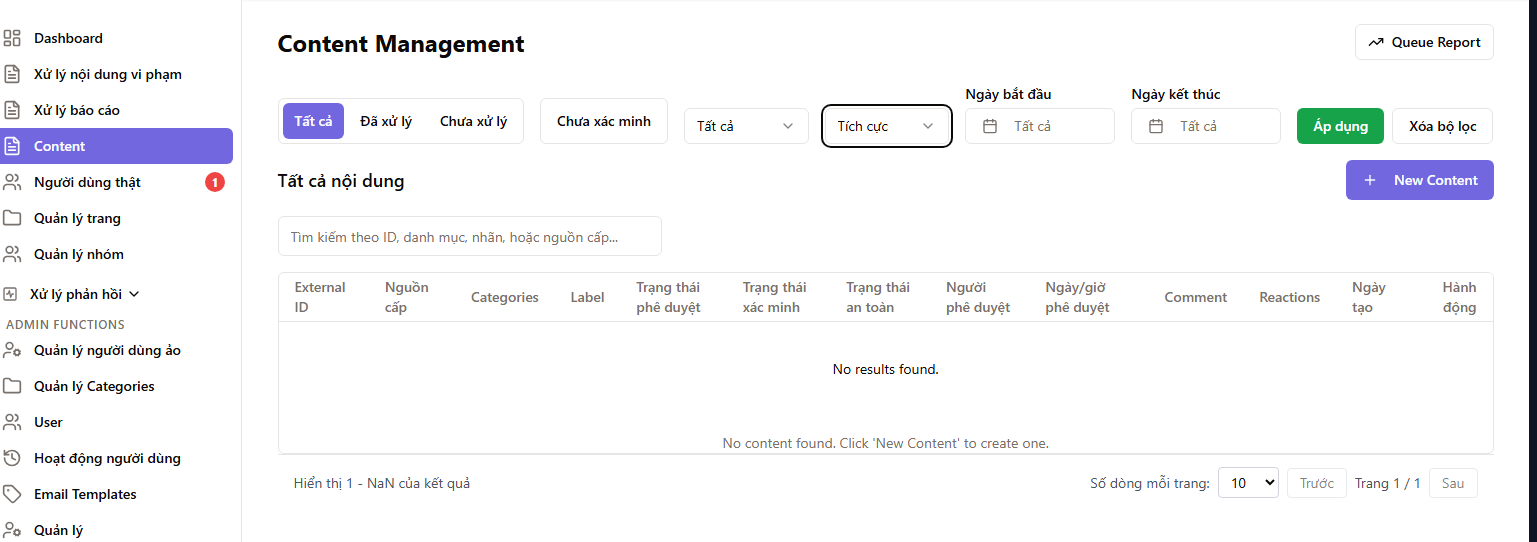 Dashboard
Xử lý nội dung vi phạm
Xử lý báo cáo
Content
Người dùng thật
1
Quản lý trang
Quản lý nhóm
Xử lý phản hồi
ADMIN FUNCTIONS
Quản lý người dùng ảo
Quản lý Categories
User
Hoạt động người dùng
Email Templates
Quản lý
Content Management
Queue Report
Tất cả
Đã xử lý
Chưa xử lý
Chưa xác minh
Tất cả
Tích cực
Ngày bắt đầu
Tất cả
Ngày kết thúc
Tất cả
Áp dụng
Xóa bộ lọc
Tất cả nội dung
New Content
Tìm kiếm theo ID, danh mục, nhãn, hoặc nguồn cấp...
External
ID
Nguồn
cấp
Categories
Label
Trạng thái
phê duyệt
Trạng thái
xác minh
Trạng thái
an toàn
Người
phê duyệt
Ngày/giờ
phê duyệt
Comment
Reactions
Ngày
tạo
Hành
động
No results found.
No content found. Click 'New Content' to create one.
Hiển thị 1 - NaN của kết quả
Số dòng mỗi trang:
10
Trước
Trang 1 / 1
Sau